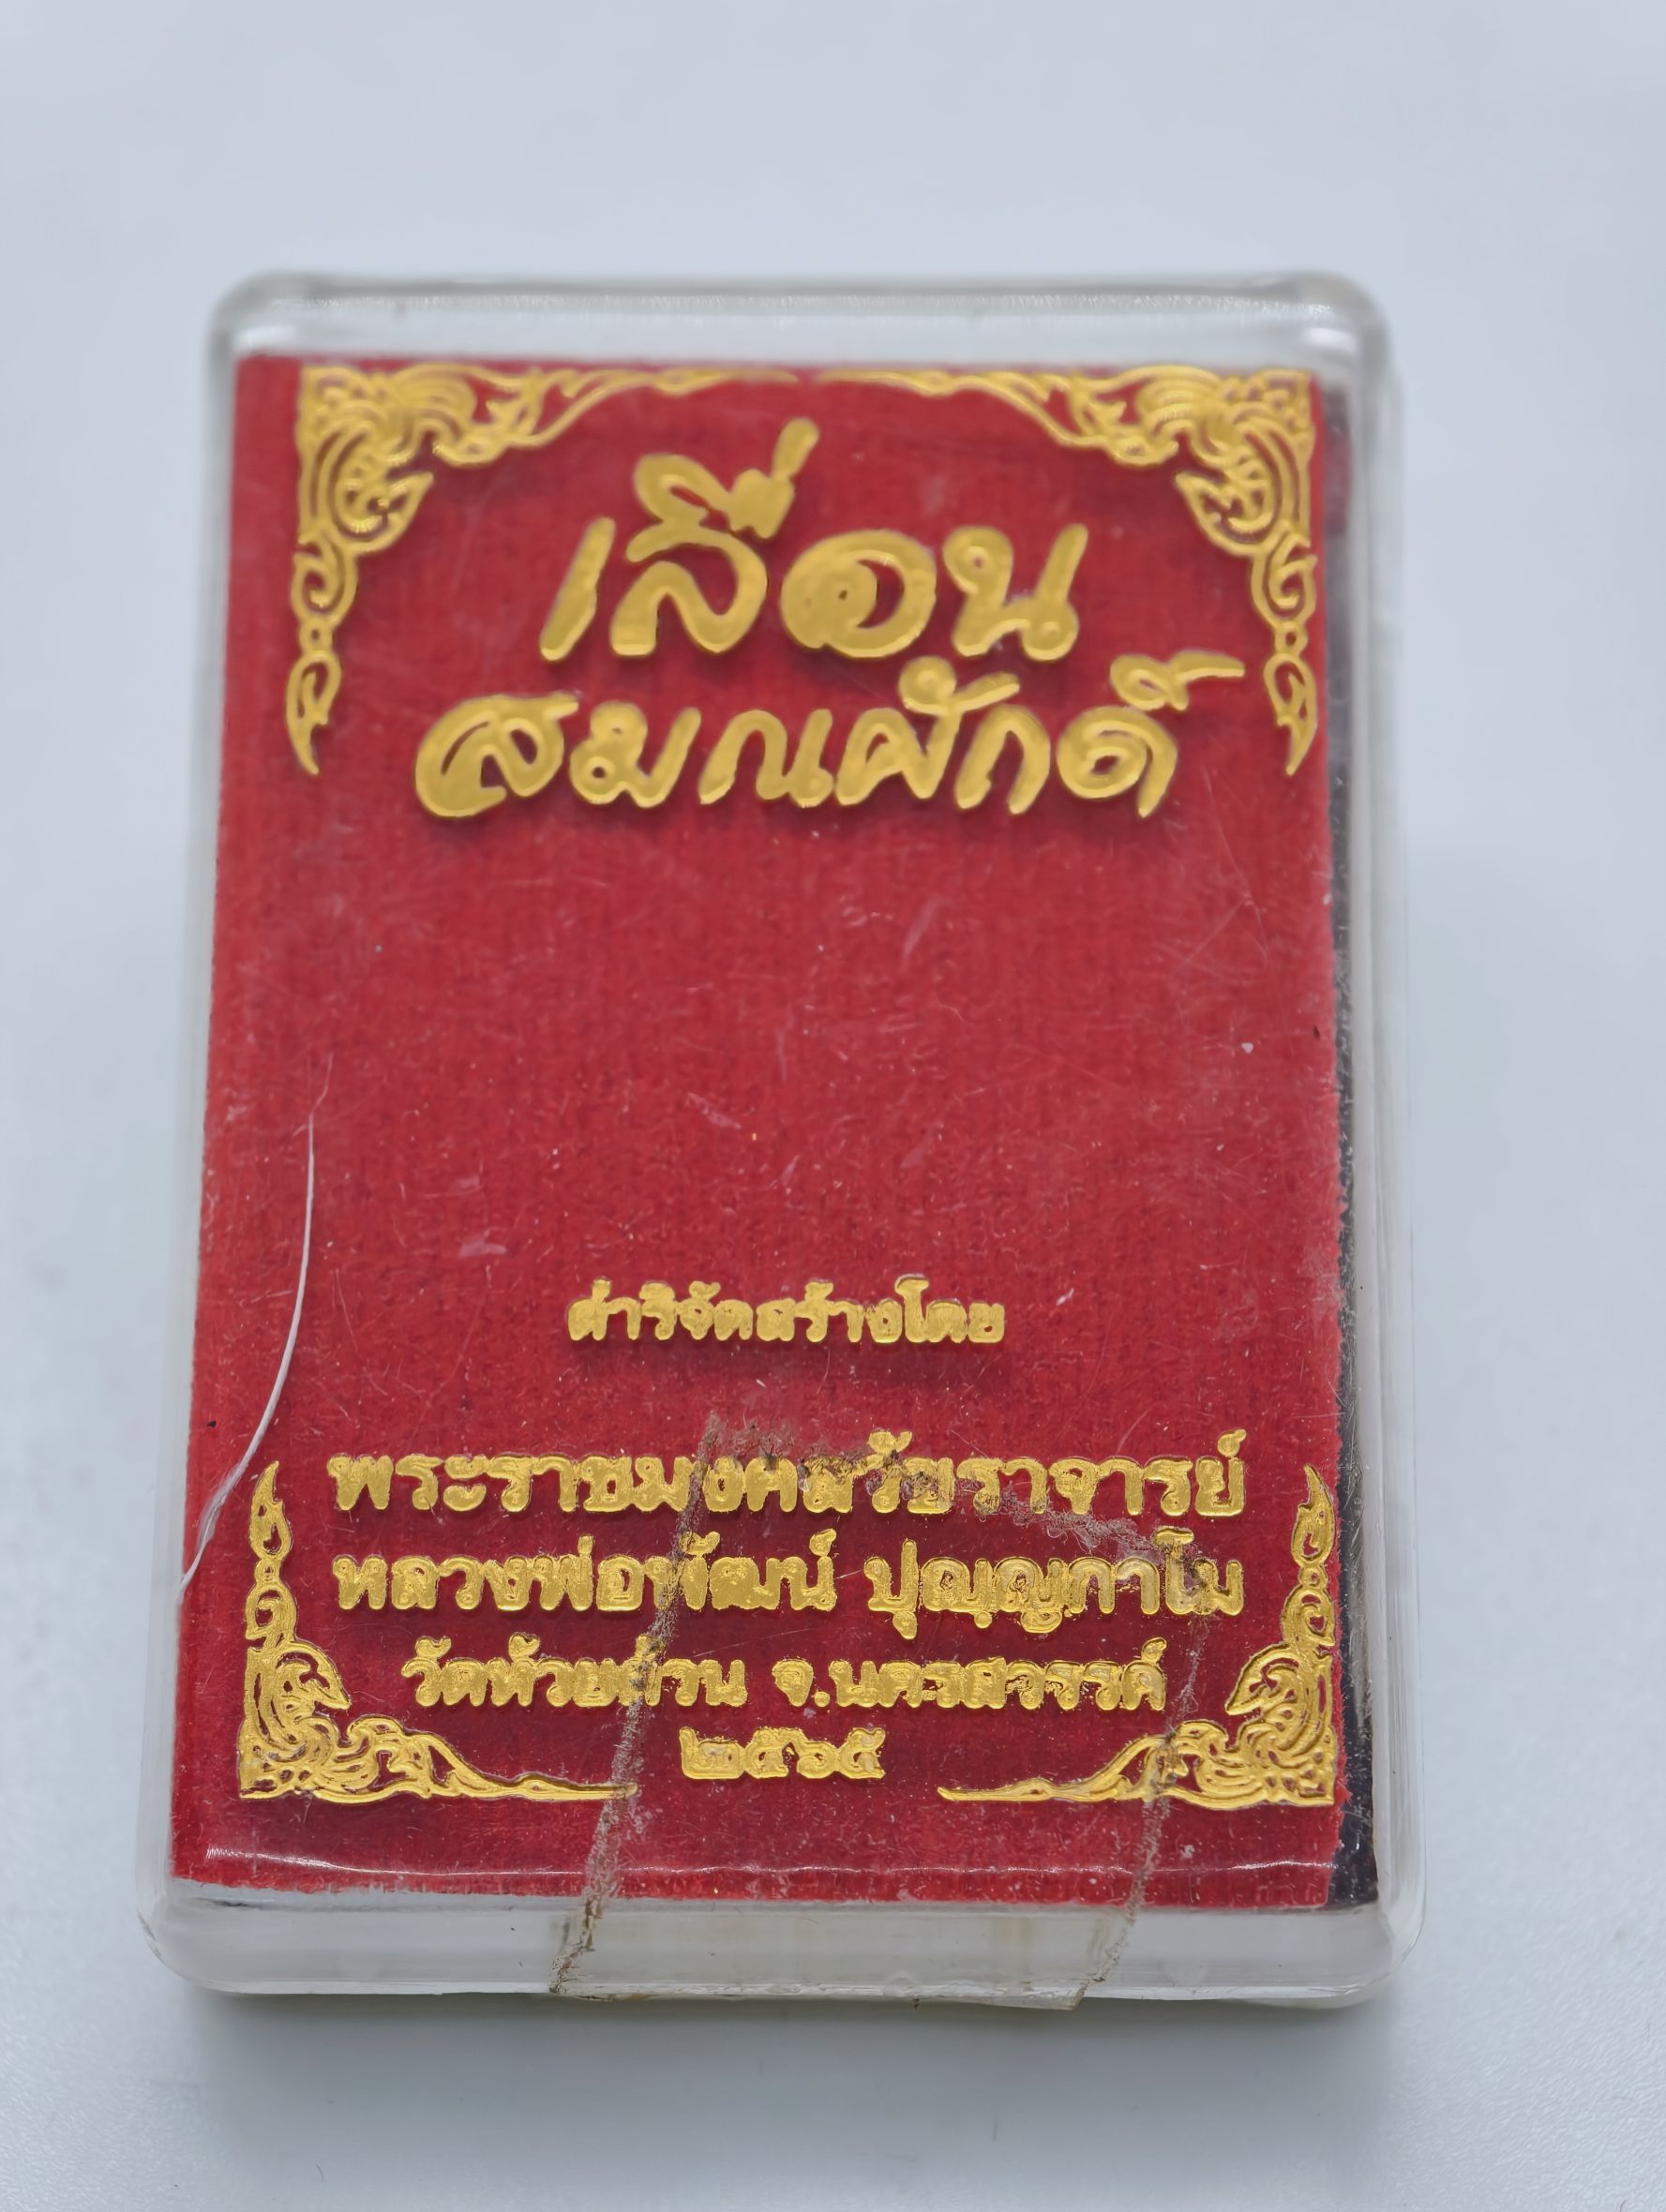 เลื่อน
สมณศักดิ์
ดำริจัดสร้างโดย
พระราชมงคลวัชราจารย์
หลวงพ่อพัฒน์ ปุญฺญกาโม
วัดห้วยด้วน จ.นครสวรรค์
๒๕๖๕